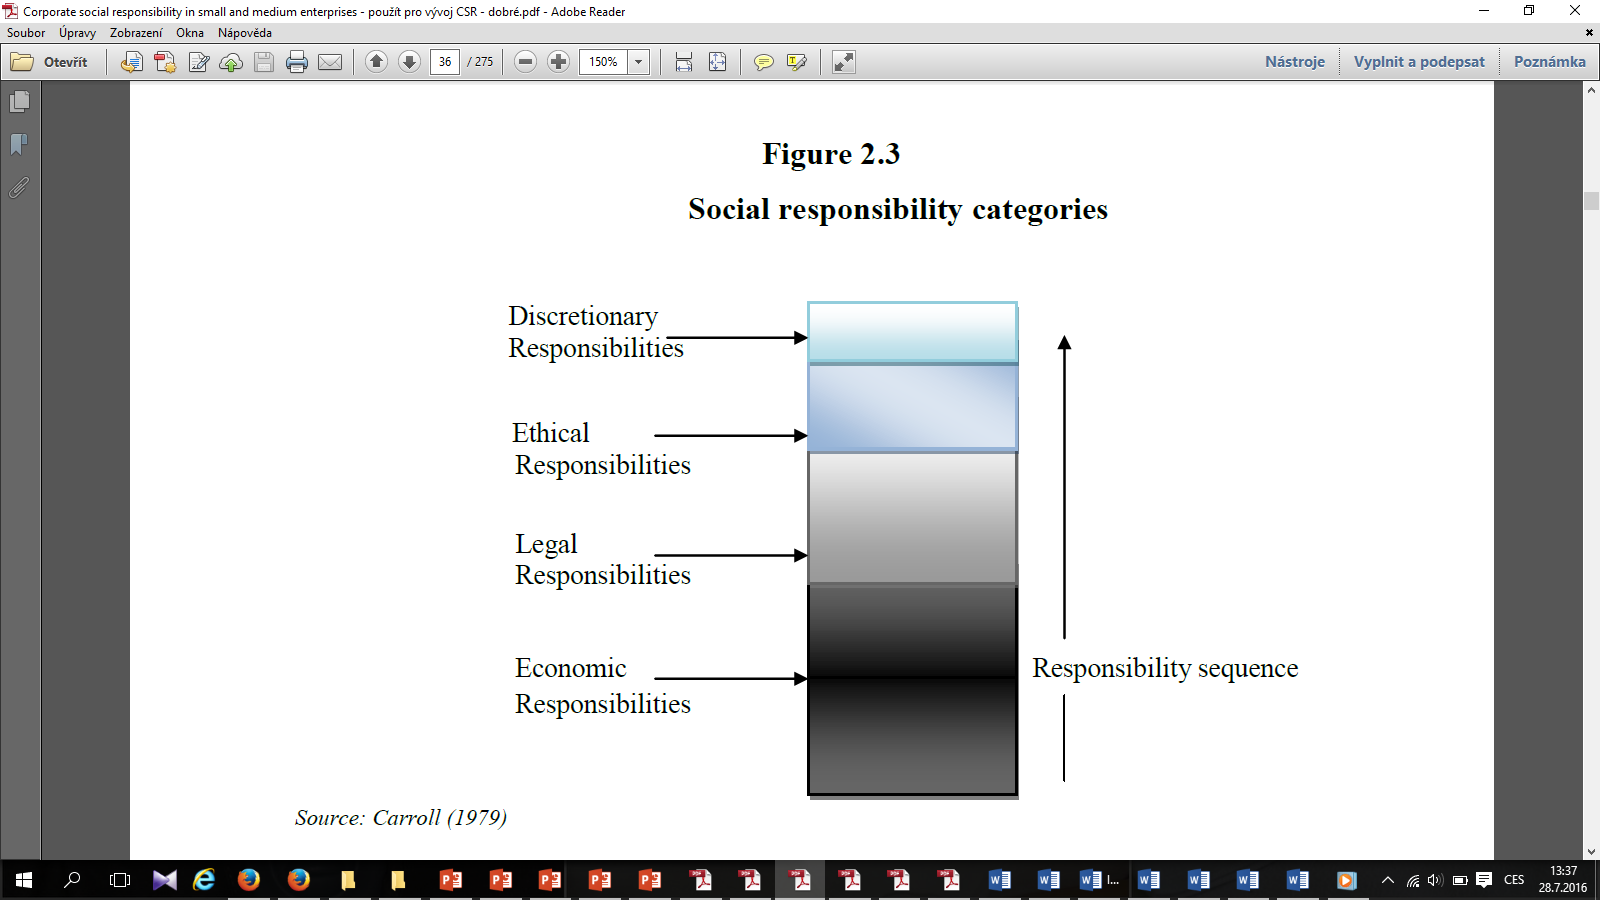 Corporate social responsibility in small and medium enterprises - použít pro vývoj CSR - dobré.pdf - Adobe Reader
Soubor Úpravy Zobrazení Okna Nápověda
Otevřít 36 / 275 150% Nástroje Vyplnit a podepsat Poznámka
Figure 2.3
Social responsibility categories
Discretionary
Responsibilities
Ethical
Responsibilities
Legal
Responsibilities
Economic
Responsibilities
Responsibility sequence
Source: Carroll (1979)
I... CES 13:37
28.7.2016